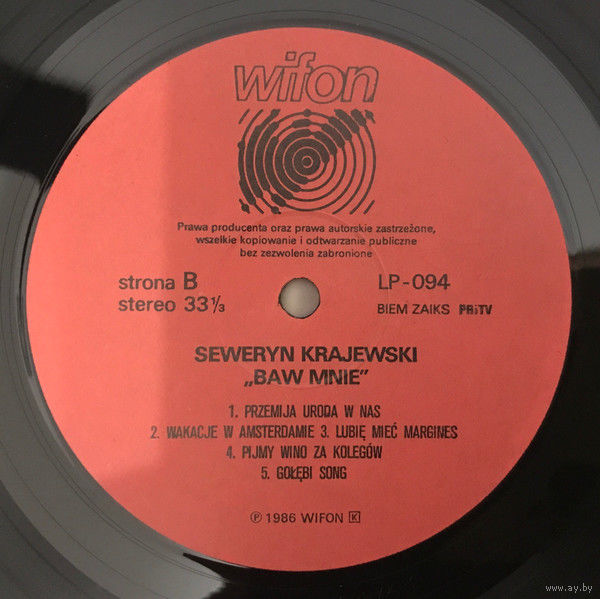 wifon
Prawa producenta oraz prawa autorskie zastrzeżone,
wszelkie kopiowanie i odtwarzanie publiczne
bez zezwolenia zabronione
strona B
stereo 33 1/3
LP-094
BIEM ZAIKS PRiTV
SEWERYN KRAJEWSKI
„BAW MNIE”
1. PRZEMIJA URODA W NAS
2. WAKACJE W AMSTERDAMIE 3. LUBIĘ MIEĆ MARGINES
4. PIJMY WINO ZA KOLEGÓW
5. GOŁĘBI SONG
Ⓟ 1986 WIFON K
www.ay.by